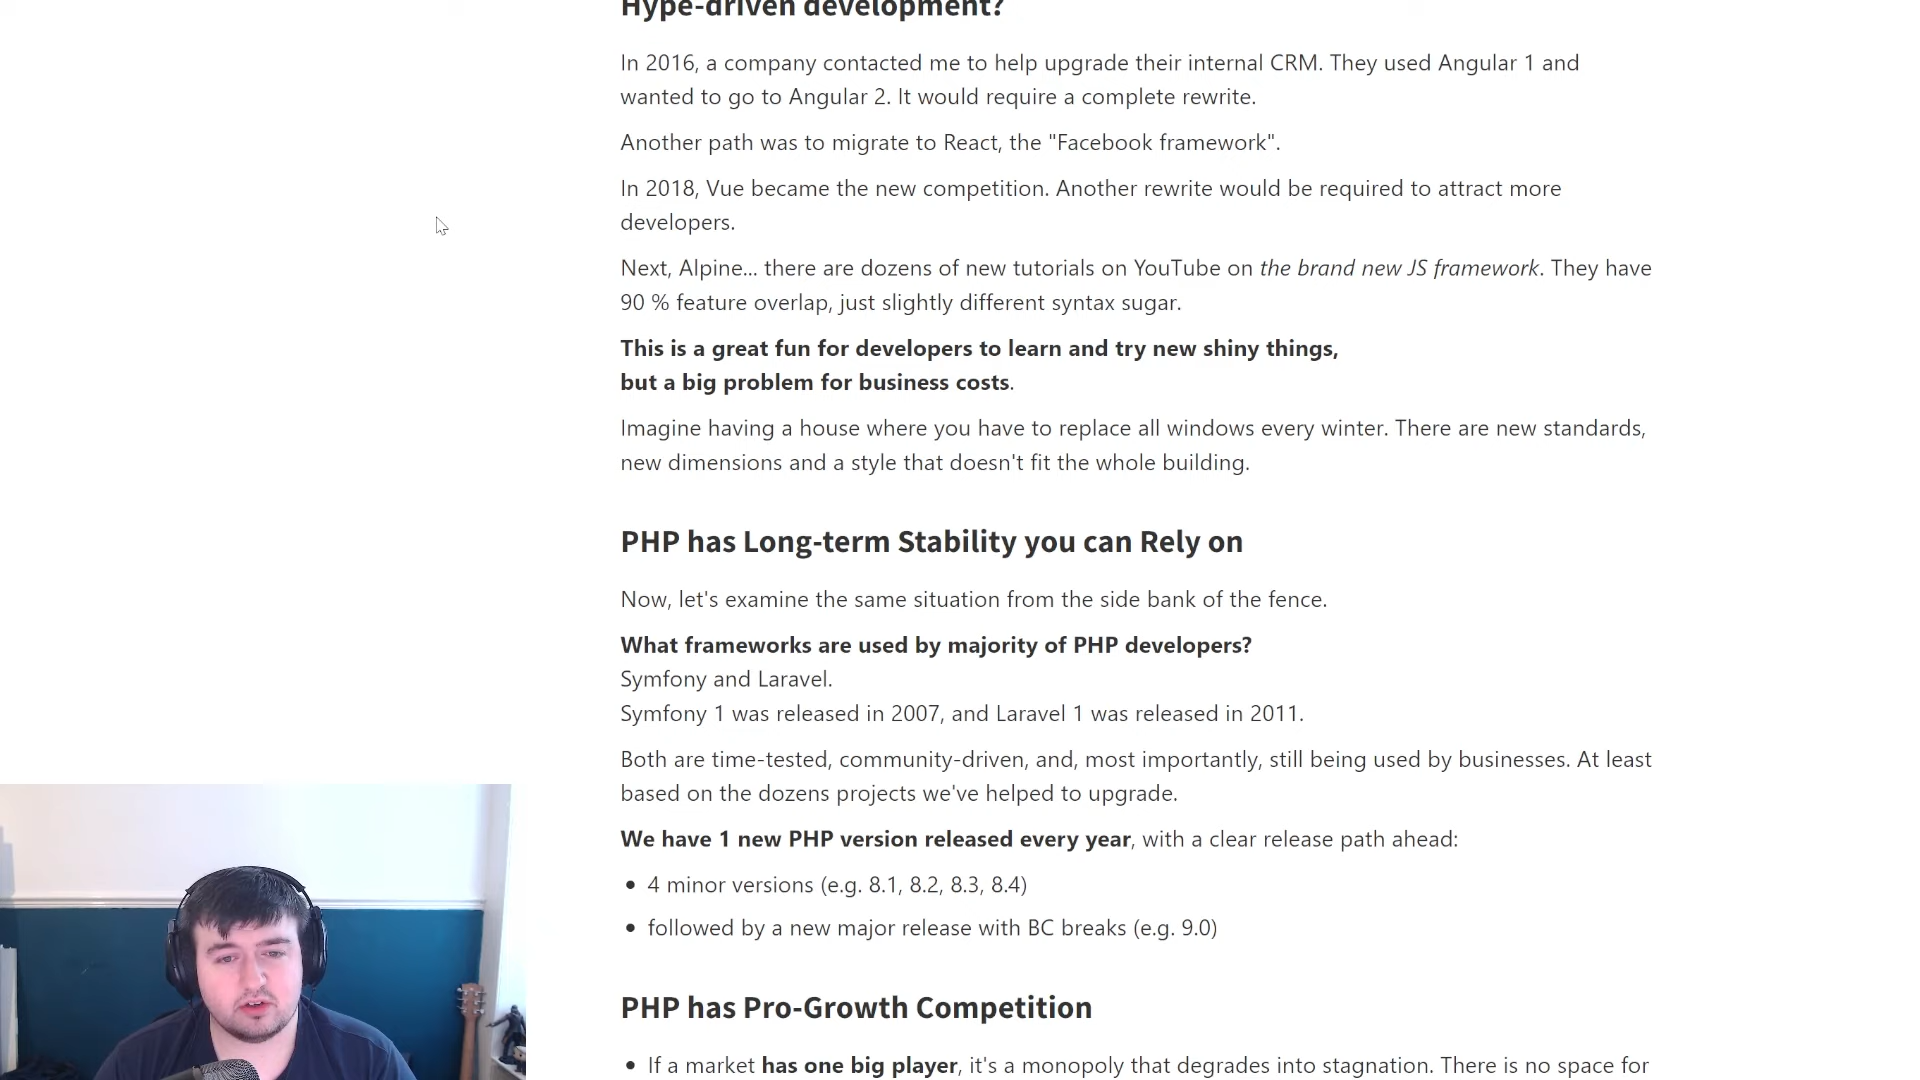 Hype-driven development?
In 2016, a company contacted me to help upgrade their internal CRM. They used Angular 1 and
wanted to go to Angular 2. It would require a complete rewrite.
Another path was to migrate to React, the "Facebook framework".
In 2018, Vue became the new competition. Another rewrite would be required to attract more
developers.
Next, Alpine... there are dozens of new tutorials on YouTube on the brand new JS framework. They have
90 % feature overlap, just slightly different syntax sugar.
This is a great fun for developers to learn and try new shiny things,
but a big problem for business costs.
Imagine having a house where you have to replace all windows every winter. There are new standards,
new dimensions and a style that doesn't fit the whole building.
PHP has Long-term Stability you can Rely on
Now, let's examine the same situation from the side bank of the fence.
What frameworks are used by majority of PHP developers?
Symfony and Laravel.
Symfony 1 was released in 2007, and Laravel 1 was released in 2011.
Both are time-tested, community-driven, and, most importantly, still being used by businesses. At least
based on the dozens projects we've helped to upgrade.
We have 1 new PHP version released every year, with a clear release path ahead:
• 4 minor versions (e.g. 8.1, 8.2, 8.3, 8.4)
• followed by a new major release with BC breaks (e.g. 9.0)
PHP has Pro-Growth Competition
• If a market has one big player, it's a monopoly that degrades into stagnation. There is no space for